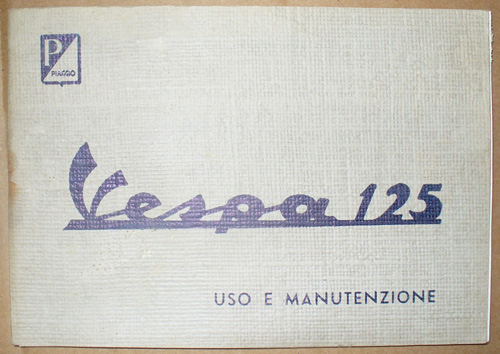 P
PIAGGIO
Vespa 125
USO E MANUTENZIONE